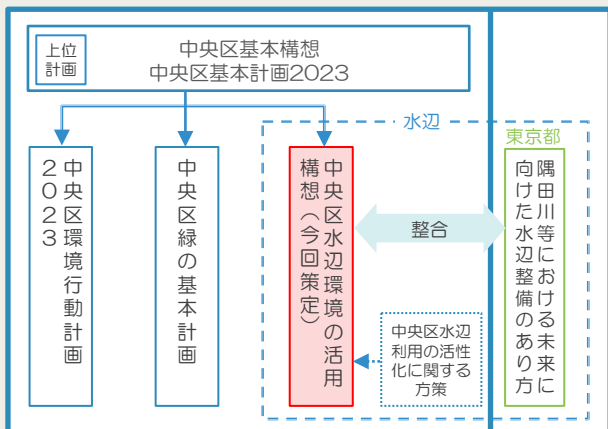 上位
計画
中央区基本構想
中央区基本計画2023
水辺
東京都
中央区環境行動計画
2023
中央区緑の基本計画
中央区水辺環境の活用
構想（今回策定）
整合
隅田川等における未来に
向けた水辺整備のあり方
中央区水辺
利用の活性
化に関する
方策